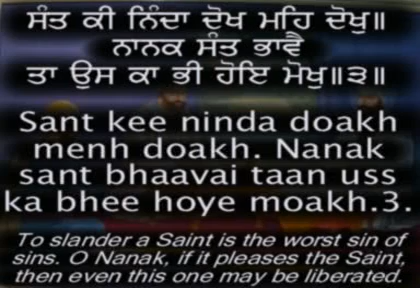 ਸੰਤ ਕੀ ਨਿੰਦਾ ਦੋਖ ਮਹਿ ਦੋਖੁ॥
ਨਾਨਕ ਸੰਤ ਭਾਵੈ
ਤਾ ਉਸ ਕਾ ਭੀ ਹੋਇ ਮੋਖੁ॥੩॥
Sant kee ninda doakh
menh doakh. Nanak
sant bhaavai taan uss
ka bhee hoye moakh.3.
To slander a Saint is the worst sin of
sins. O Nanak, if it pleases the Saint,
then even this one may be liberated.